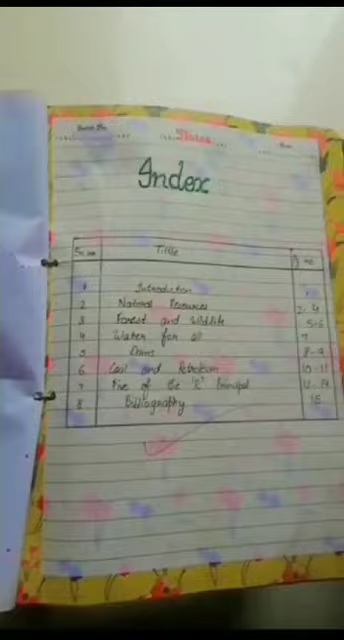 Index
Sr. no Title Pg no.
1 Introduction 1
2 Natural Resources 2 - 4
3 Forest and Wildlife 5-6
4 Water for all 7
5 Dams 8 - 9
6 Coal and Petroleum 10 - 11
7 Five of the 'R' Principal 12 - 14
8 Bibliography 15